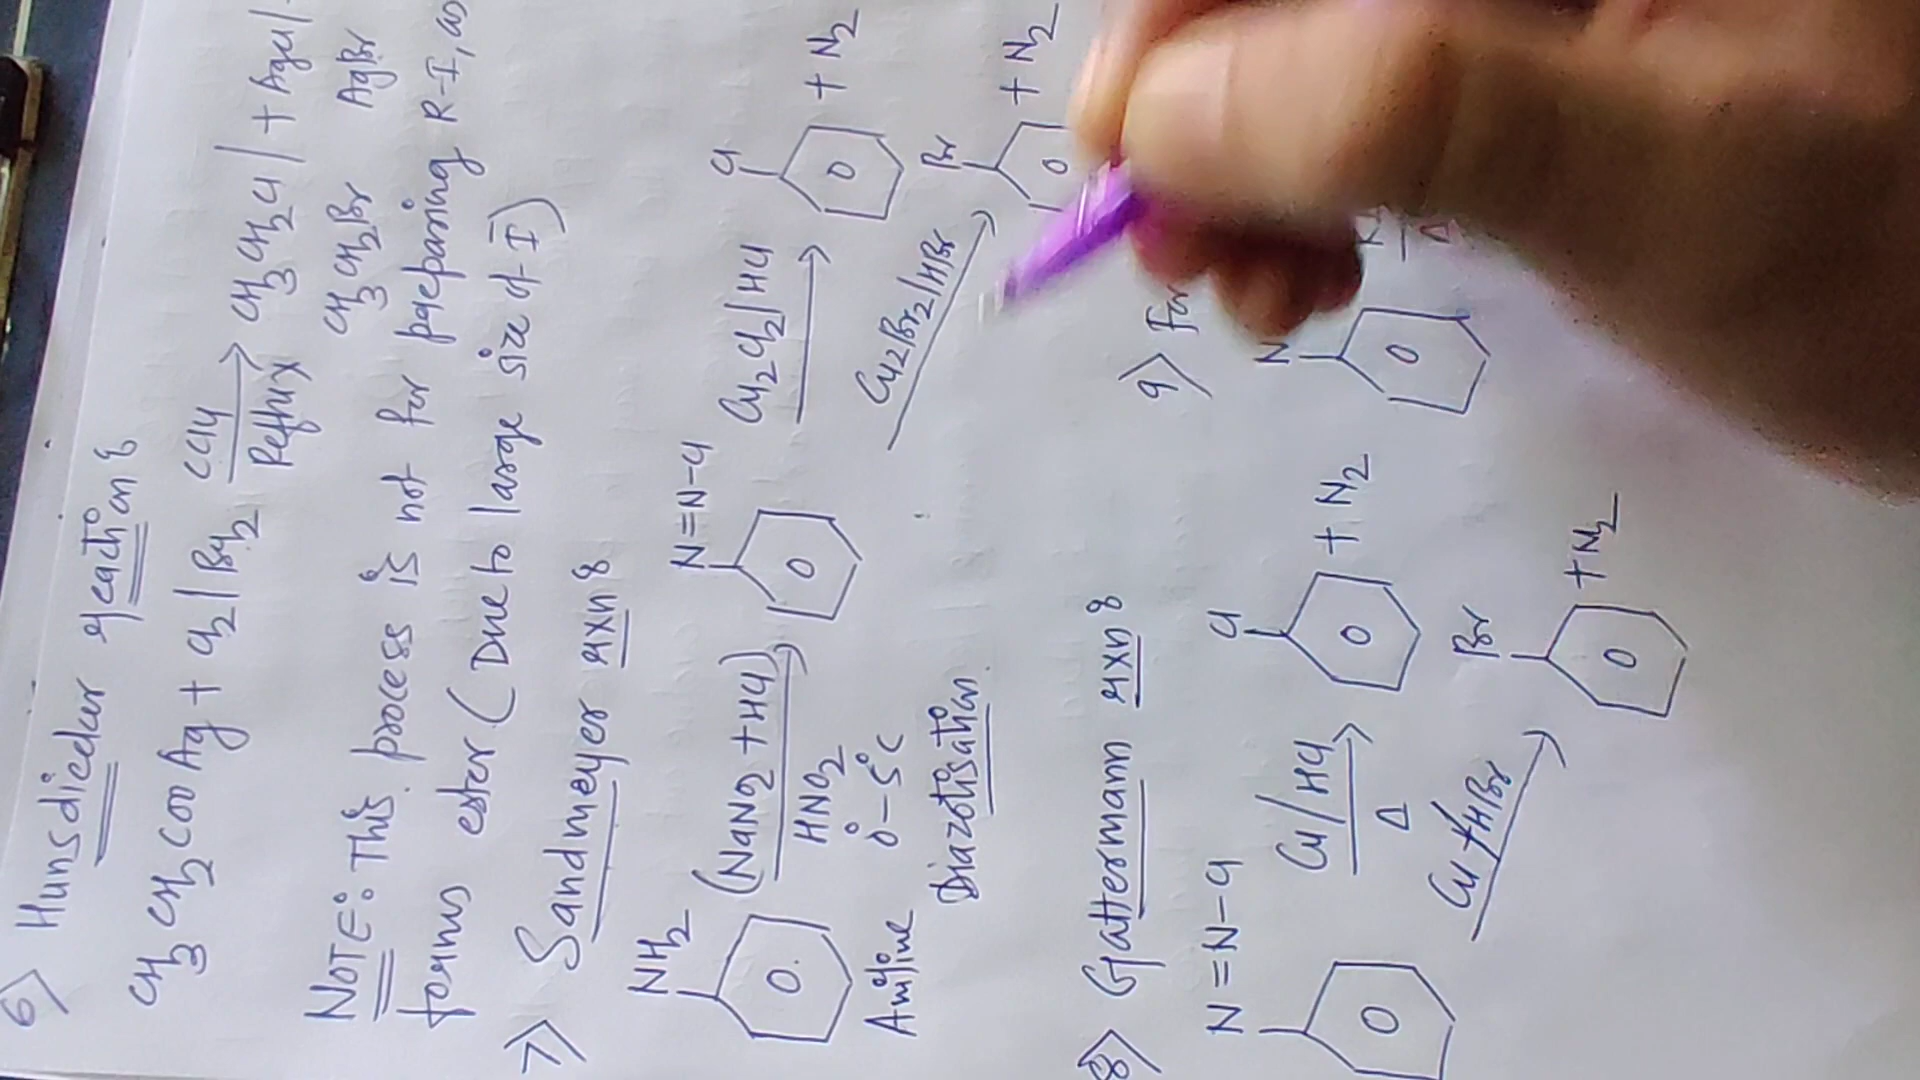 6) Hunsdicker reaction :
CH3CH2COOAg + Cl2/Br2 CCl4 Reflux → CH3CH2Cl / + AgCl/
CH3CH2Br AgBr
NOTE: This process is not for preparing R-I, as
forms ester (Due to large size of I)
7) Sandmeyer rxn :
NH2 (NaNO2 + HCl) → N=N-Cl Cu2Cl2/HCl → Cl + N2
HNO2
0-5°C
Aniline
Diazotisation
Cu2Br2/HBr → Br + N2
8) Gattermann rxn :
N=N-Cl Cu/HCl → Cl + N2
Δ
Cu/HBr → Br + N2
9) For
N
Δ